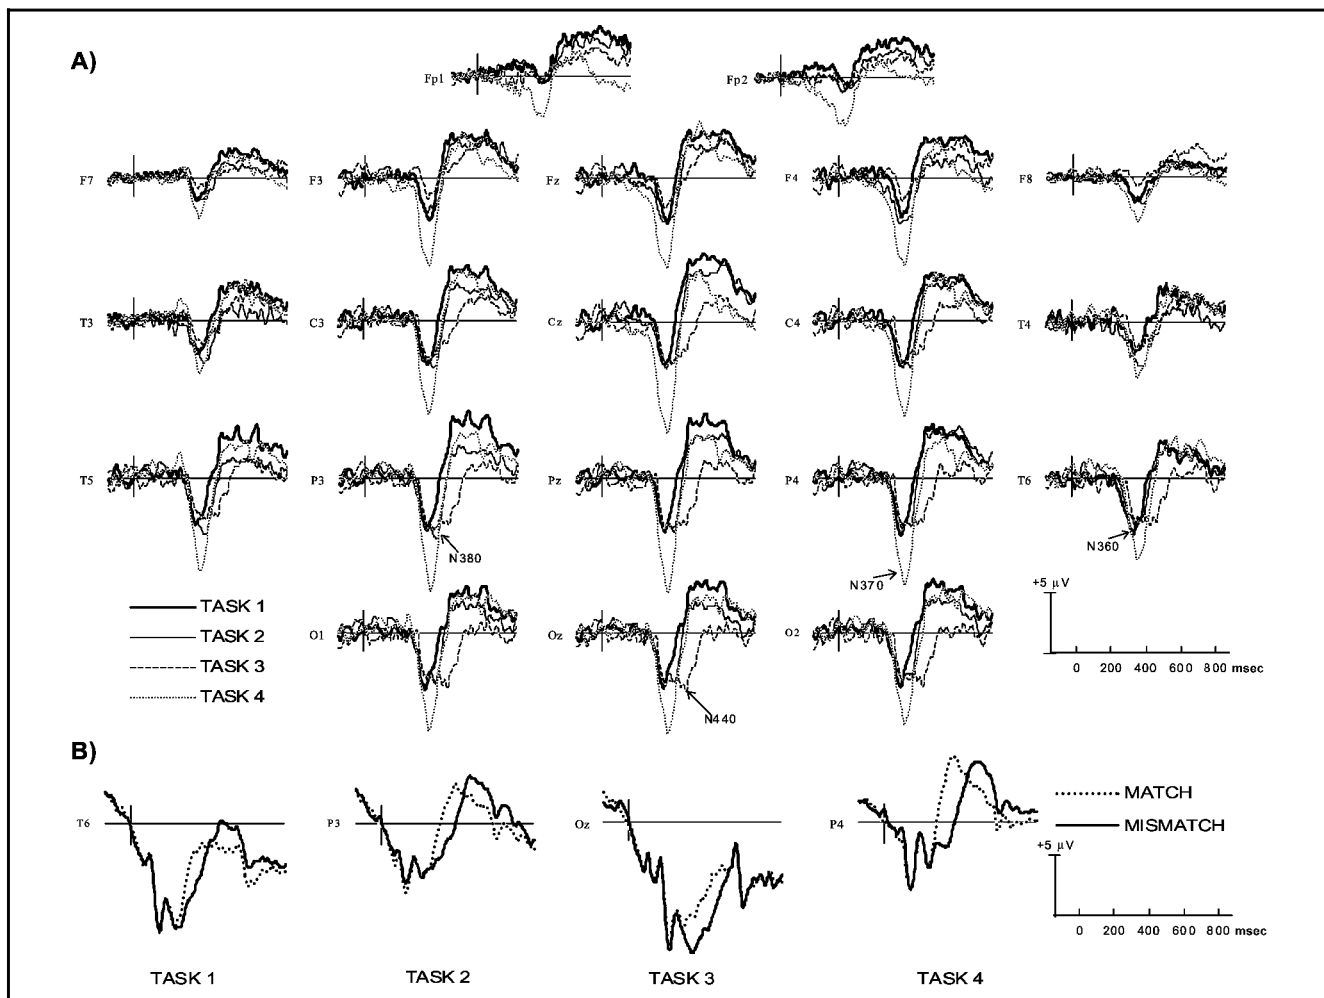 A)
Fp1 Fp2
F7 F3 Fz F4 F8
T3 C3 Cz C4 T4
T5 P3 Pz P4 T6
N380 N370 N360
+5 µV
TASK 1
TASK 2
TASK 3
TASK 4
O1 Oz O2
0 200 400 600 800 msec
N440
B)
T6 P3 Oz P4
MATCH
MISMATCH
+5 µV
0 200 400 600 800 msec
TASK 1 TASK 2 TASK 3 TASK 4